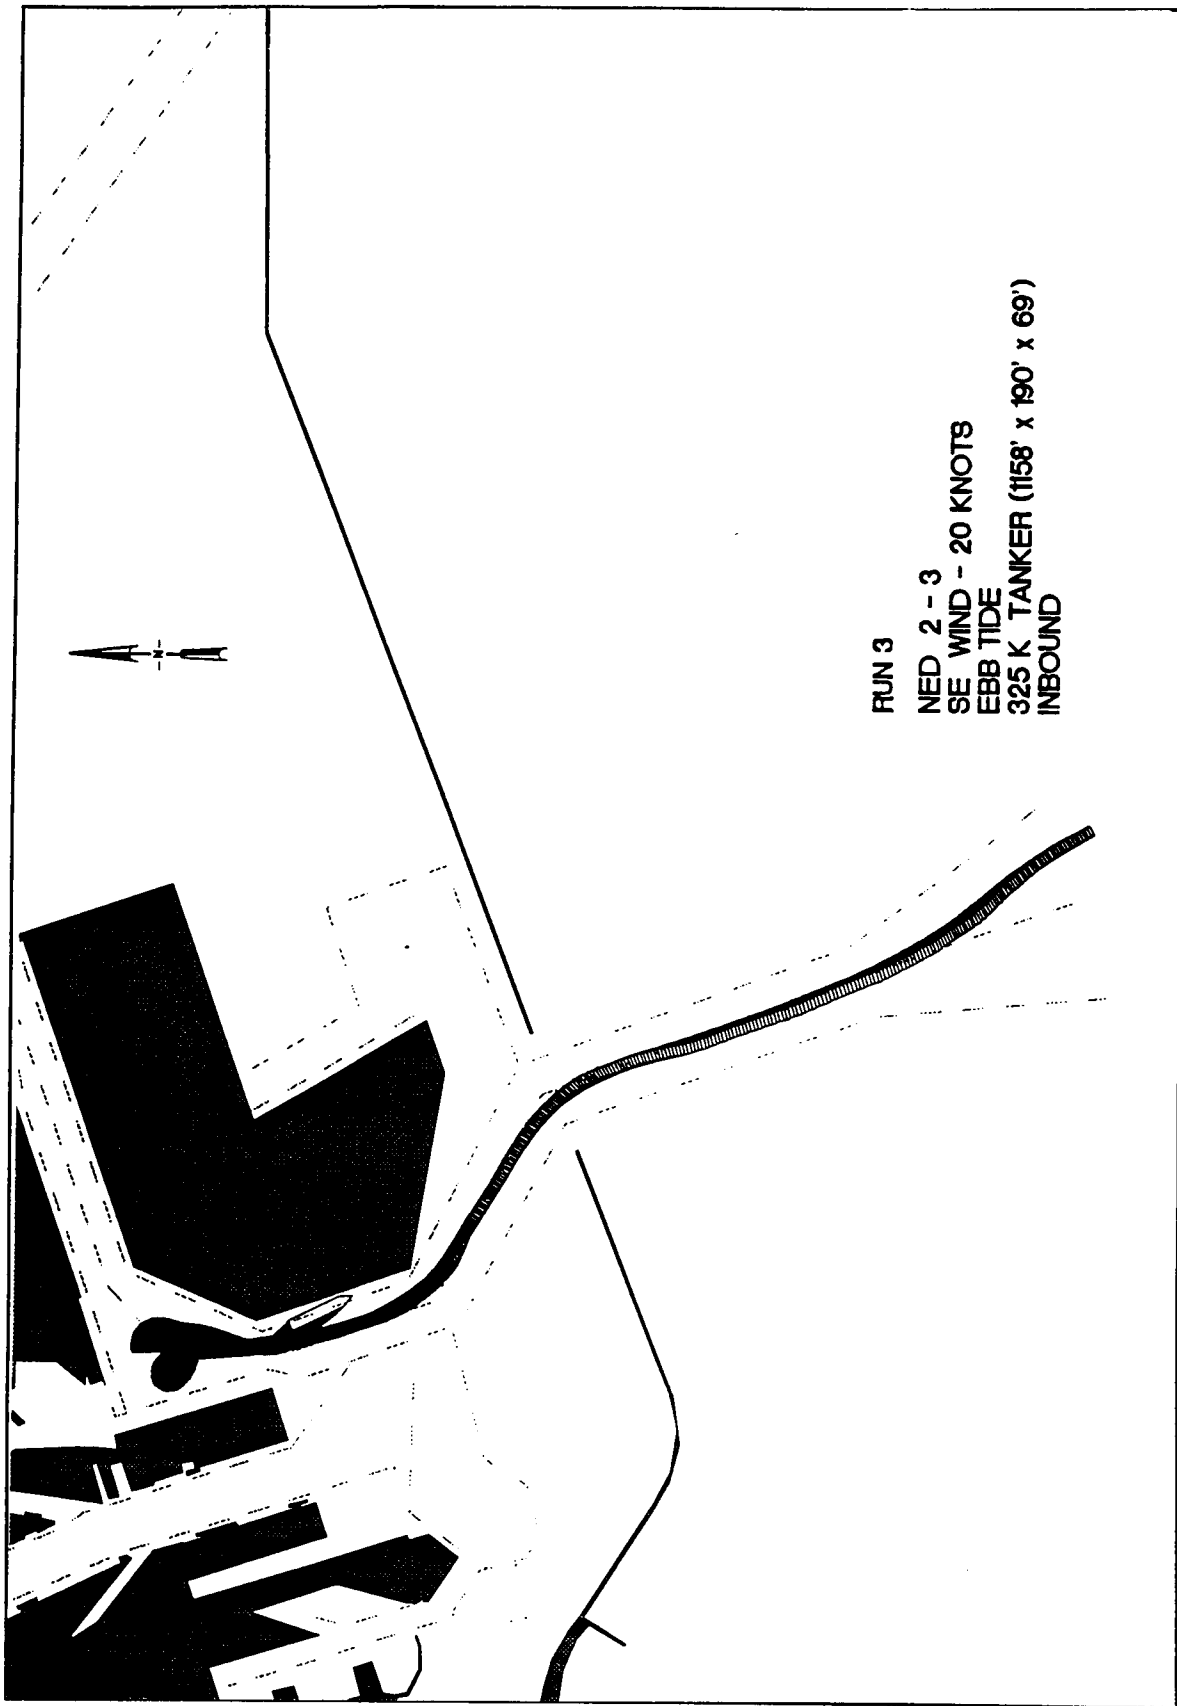 N
RUN 3
NED 2 - 3
SE WIND - 20 KNOTS
EBB TIDE
325 K TANKER (1158' x 190' x 69')
INBOUND